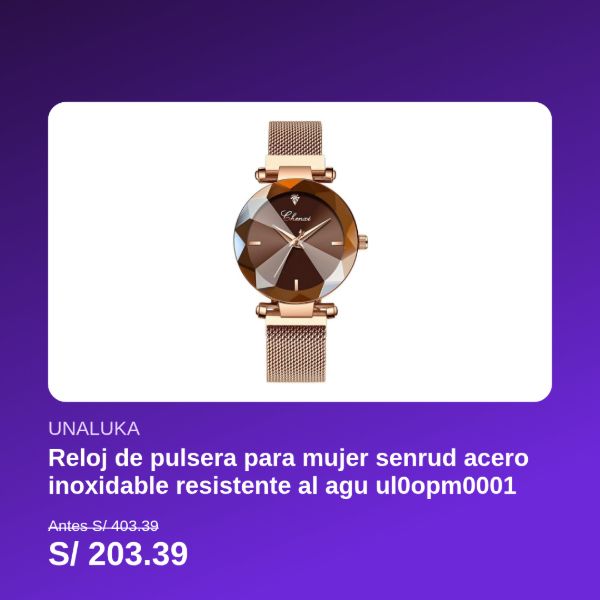 Chenxi
UNALUKA
Reloj de pulsera para mujer senrud acero
inoxidable resistente al agu ul0opm0001
Antes S/ 403.39
S/ 203.39